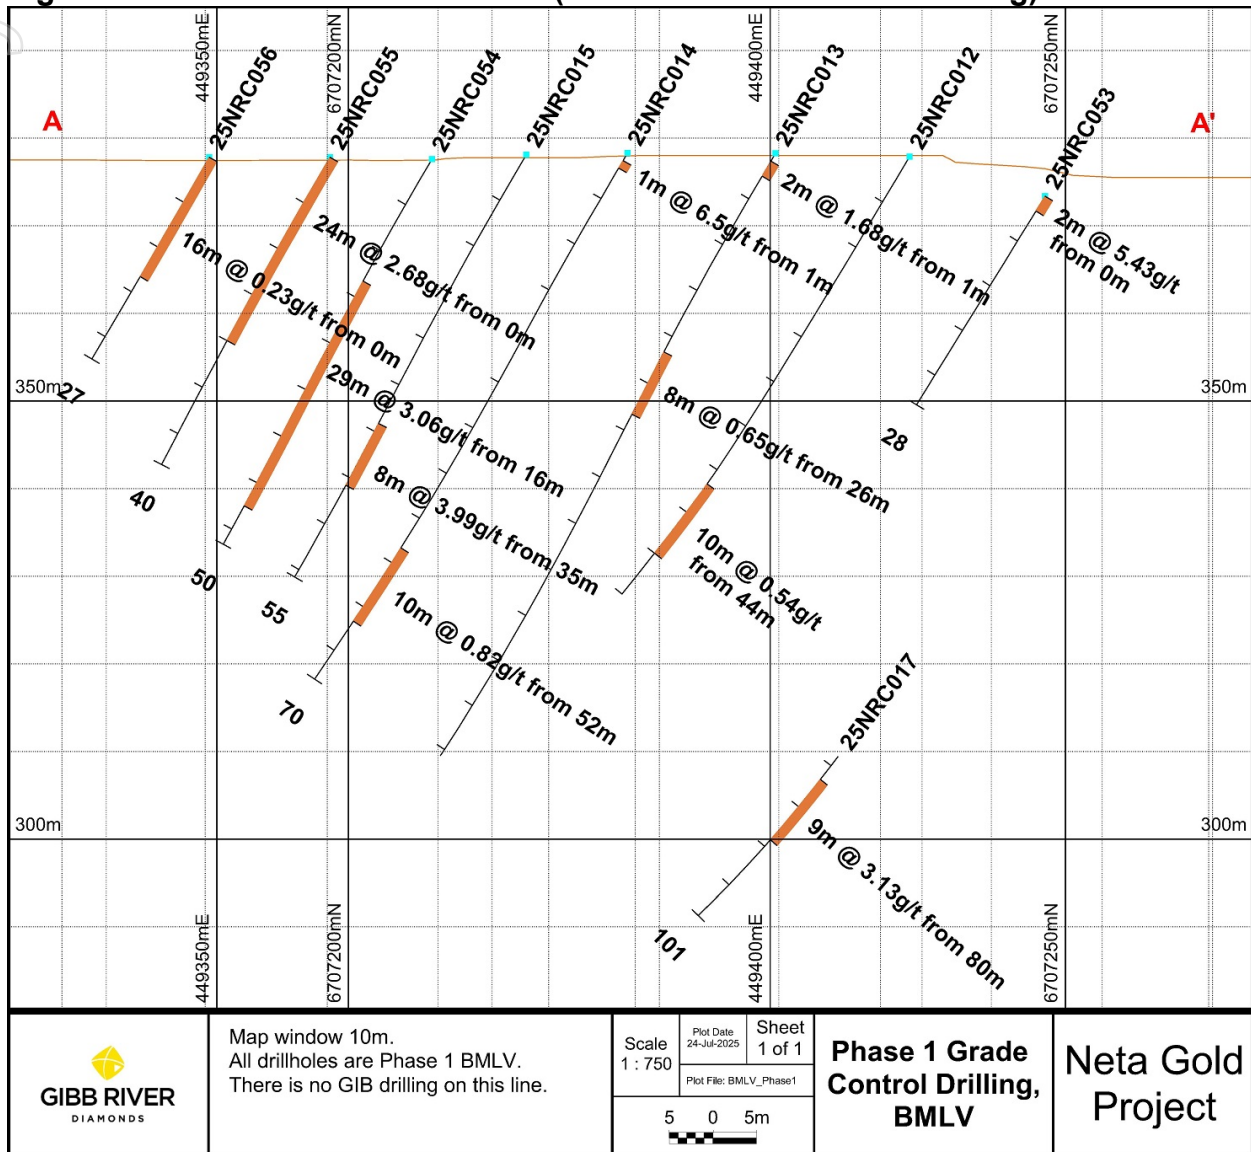 449350mE
25NRC056
6707200mN
25NRC055
25NRC054
25NRC015
25NRC014
449400mE
25NRC013
25NRC012
6707250mN
25NRC053
A
A'
16m @ 0.23g/t from 0m
24m @ 2.68g/t from 0m
1m @ 6.5g/t from 1m
2m @ 1.68g/t from 1m
2m @ 5.43g/t
from 0m
350m
350m
27
29m @ 3.06g/t from 16m
8m @ 0.65g/t from 26m
28
40
8m @ 3.99g/t from 35m
10m @ 0.54g/t
from 44m
50
55
10m @ 0.82g/t from 52m
70
25NRC017
300m
300m
9m @ 3.13g/t from 80m
101
449350mE
6707200mN
449400mE
6707250mN
GIBB RIVER
DIAMONDS
Map window 10m.
All drillholes are Phase 1 BMLV.
There is no GIB drilling on this line.
Scale
1 : 750
Plot Date
24-Jul-2025
Sheet
1 of 1
Plot File: BMLV_Phase1
5 0 5m
Phase 1 Grade
Control Drilling,
BMLV
Neta Gold
Project